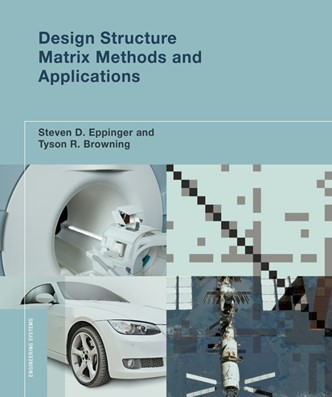 Design Structure
Matrix Methods and
Applications
Steven D. Eppinger and
Tyson R. Browning
ENGINEERING SYSTEMS